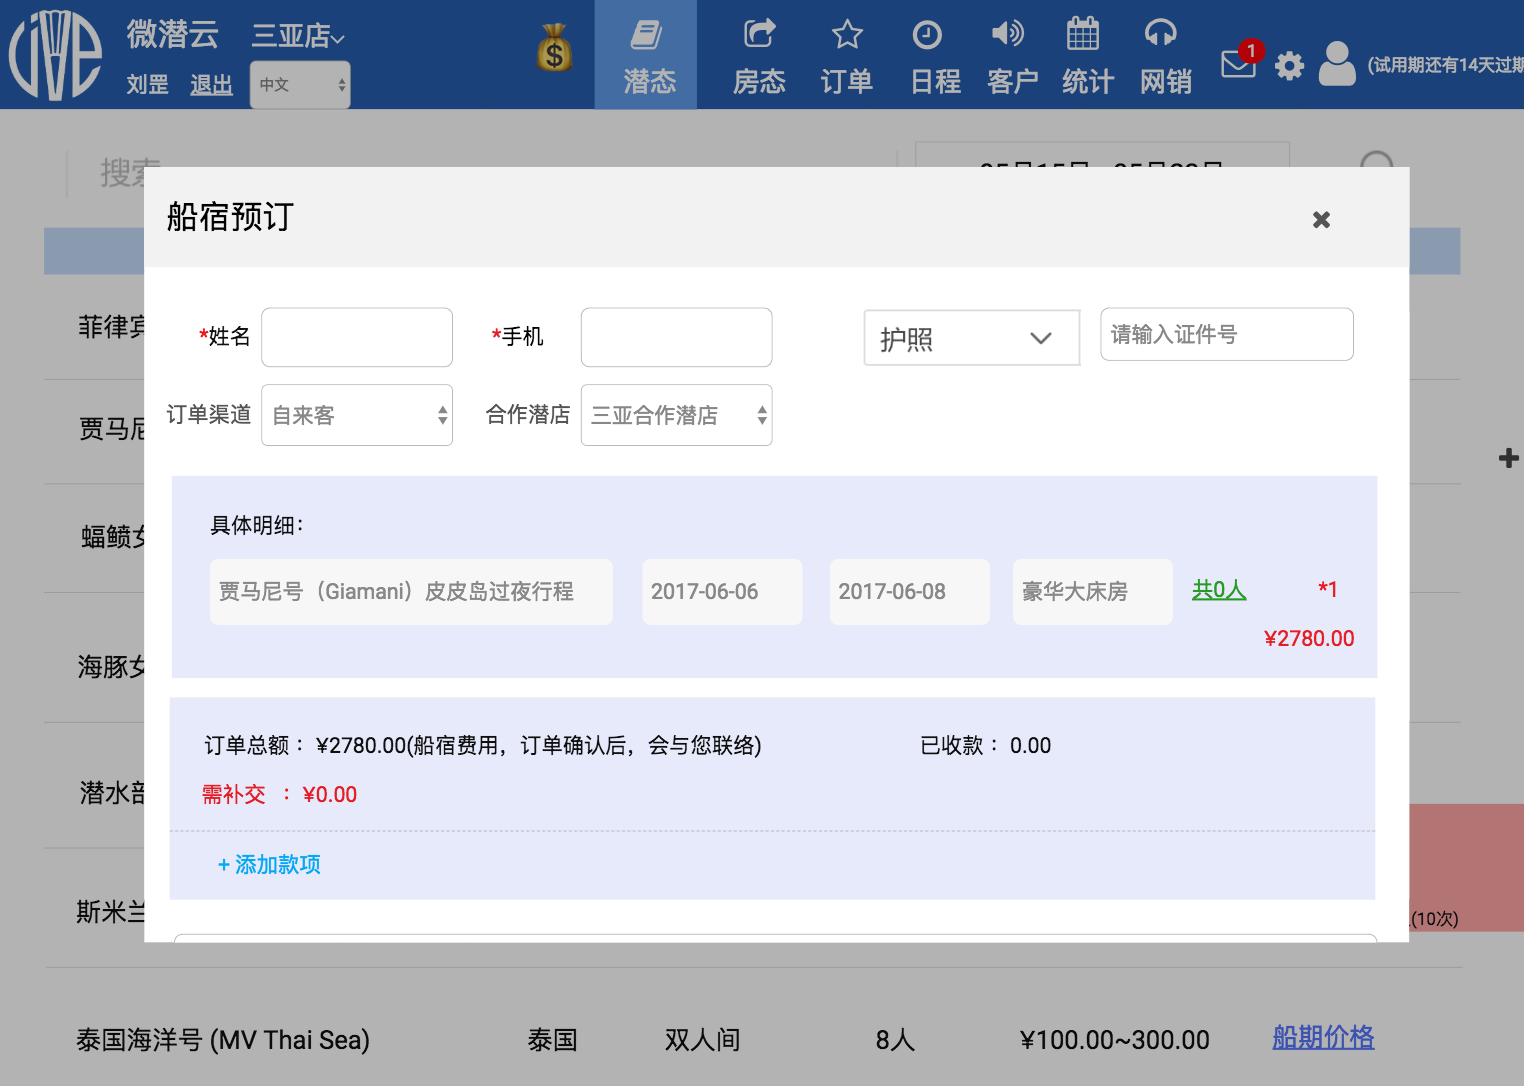 微潜云 三亚店
刘罡 退出 中文
潜态 房态 订单 日程 客户 统计 网销
1
(试用期还有14天过期
搜索
船宿预订
*姓名 *手机 护照 请输入证件号
订单渠道 自来客 合作潜店 三亚合作潜店
具体明细：
贾马尼号（Giamani）皮皮岛过夜行程 2017-06-06 2017-06-08 豪华大床房 共0人 *1
¥2780.00
订单总额： ¥2780.00(船宿费用，订单确认后，会与您联络) 已收款： 0.00
需补交 ： ¥0.00
+ 添加款项
菲律宾
贾马尼
蝠鲼女
海豚女
潜水部
斯米兰
(10次)
泰国海洋号 (MV Thai Sea) 泰国 双人间 8人 ¥100.00~300.00 船期价格